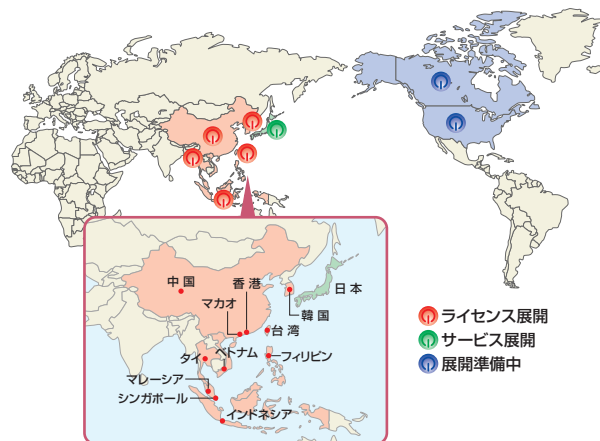 中国
香港
マカオ
日本
韓国
台湾
タイ
ベトナム
フィリピン
マレーシア
シンガポール
インドネシア
ライセンス展開
サービス展開
展開準備中